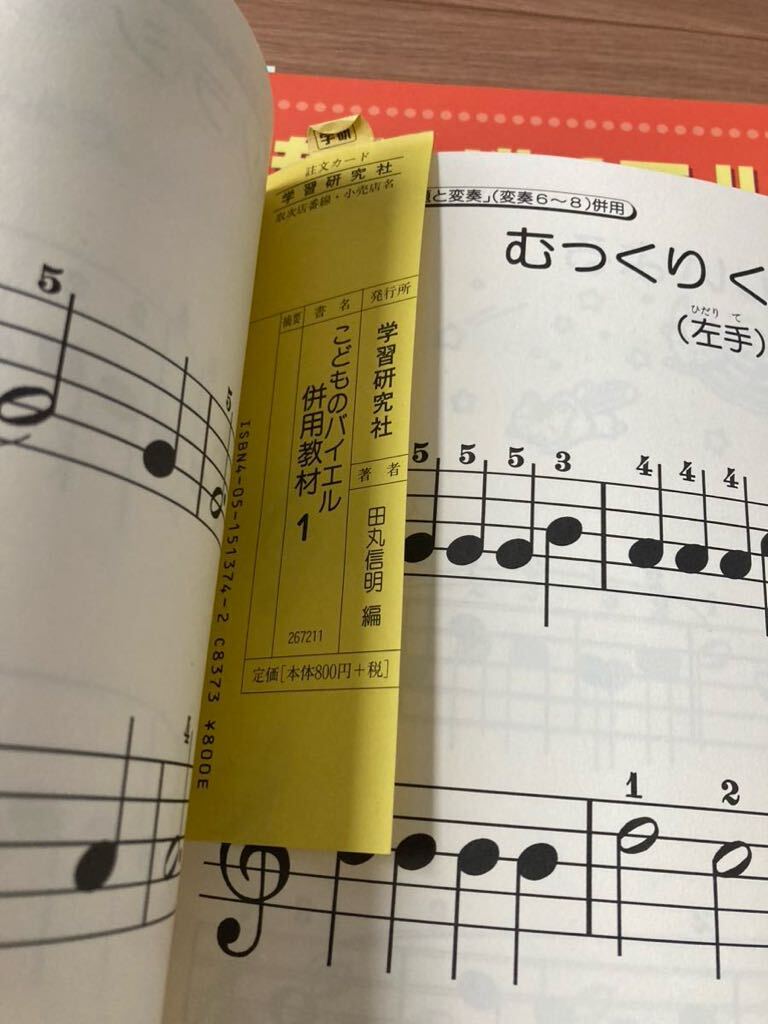 学研
註文カード
学習研究社
取次店番線・小売店名
発行所
学習研究社
著者
田丸信明 編
書名
こどものバイエル
併用教材 1
摘要
267211
定価[本体800円+税]
ISBN4-05-151374-2 C8373 ¥800E
と変奏」(変奏6〜8)併用
むっくり く
ひだり て
(左手)
5
5
5 5 5 3 4 4 4
4
1 2